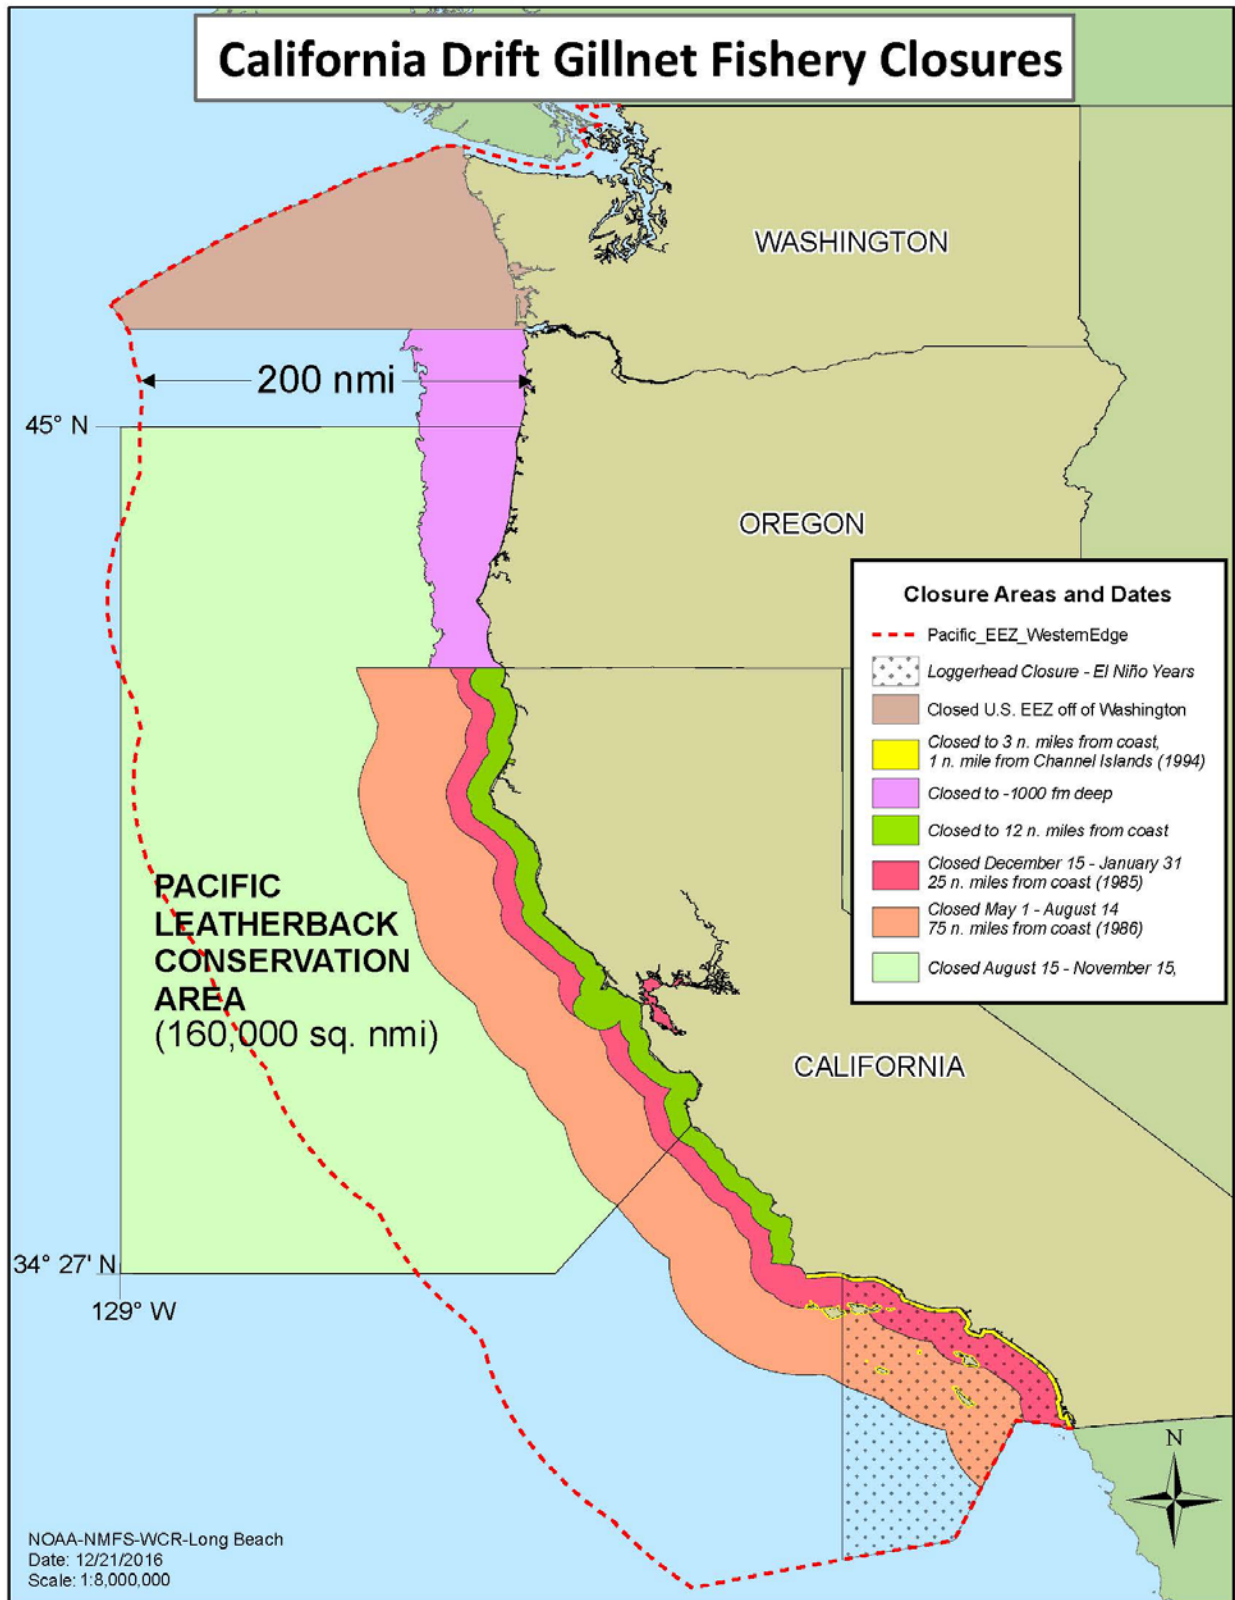 California Drift Gillnet Fishery Closures
WASHINGTON
200 nmi
45° N
OREGON
Closure Areas and Dates
Pacific_EEZ_WesternEdge
Loggerhead Closure - El Niño Years
Closed U.S. EEZ off of Washington
Closed to 3 n. miles from coast,
1 n. mile from Channel Islands (1994)
Closed to -1000 fm deep
Closed to 12 n. miles from coast
Closed December 15 - January 31
25 n. miles from coast (1985)
Closed May 1 - August 14
75 n. miles from coast (1986)
Closed August 15 - November 15,
PACIFIC
LEATHERBACK
CONSERVATION
AREA
(160,000 sq. nmi)
CALIFORNIA
34° 27' N
129° W
N
NOAA-NMFS-WCR-Long Beach
Date: 12/21/2016
Scale: 1:8,000,000